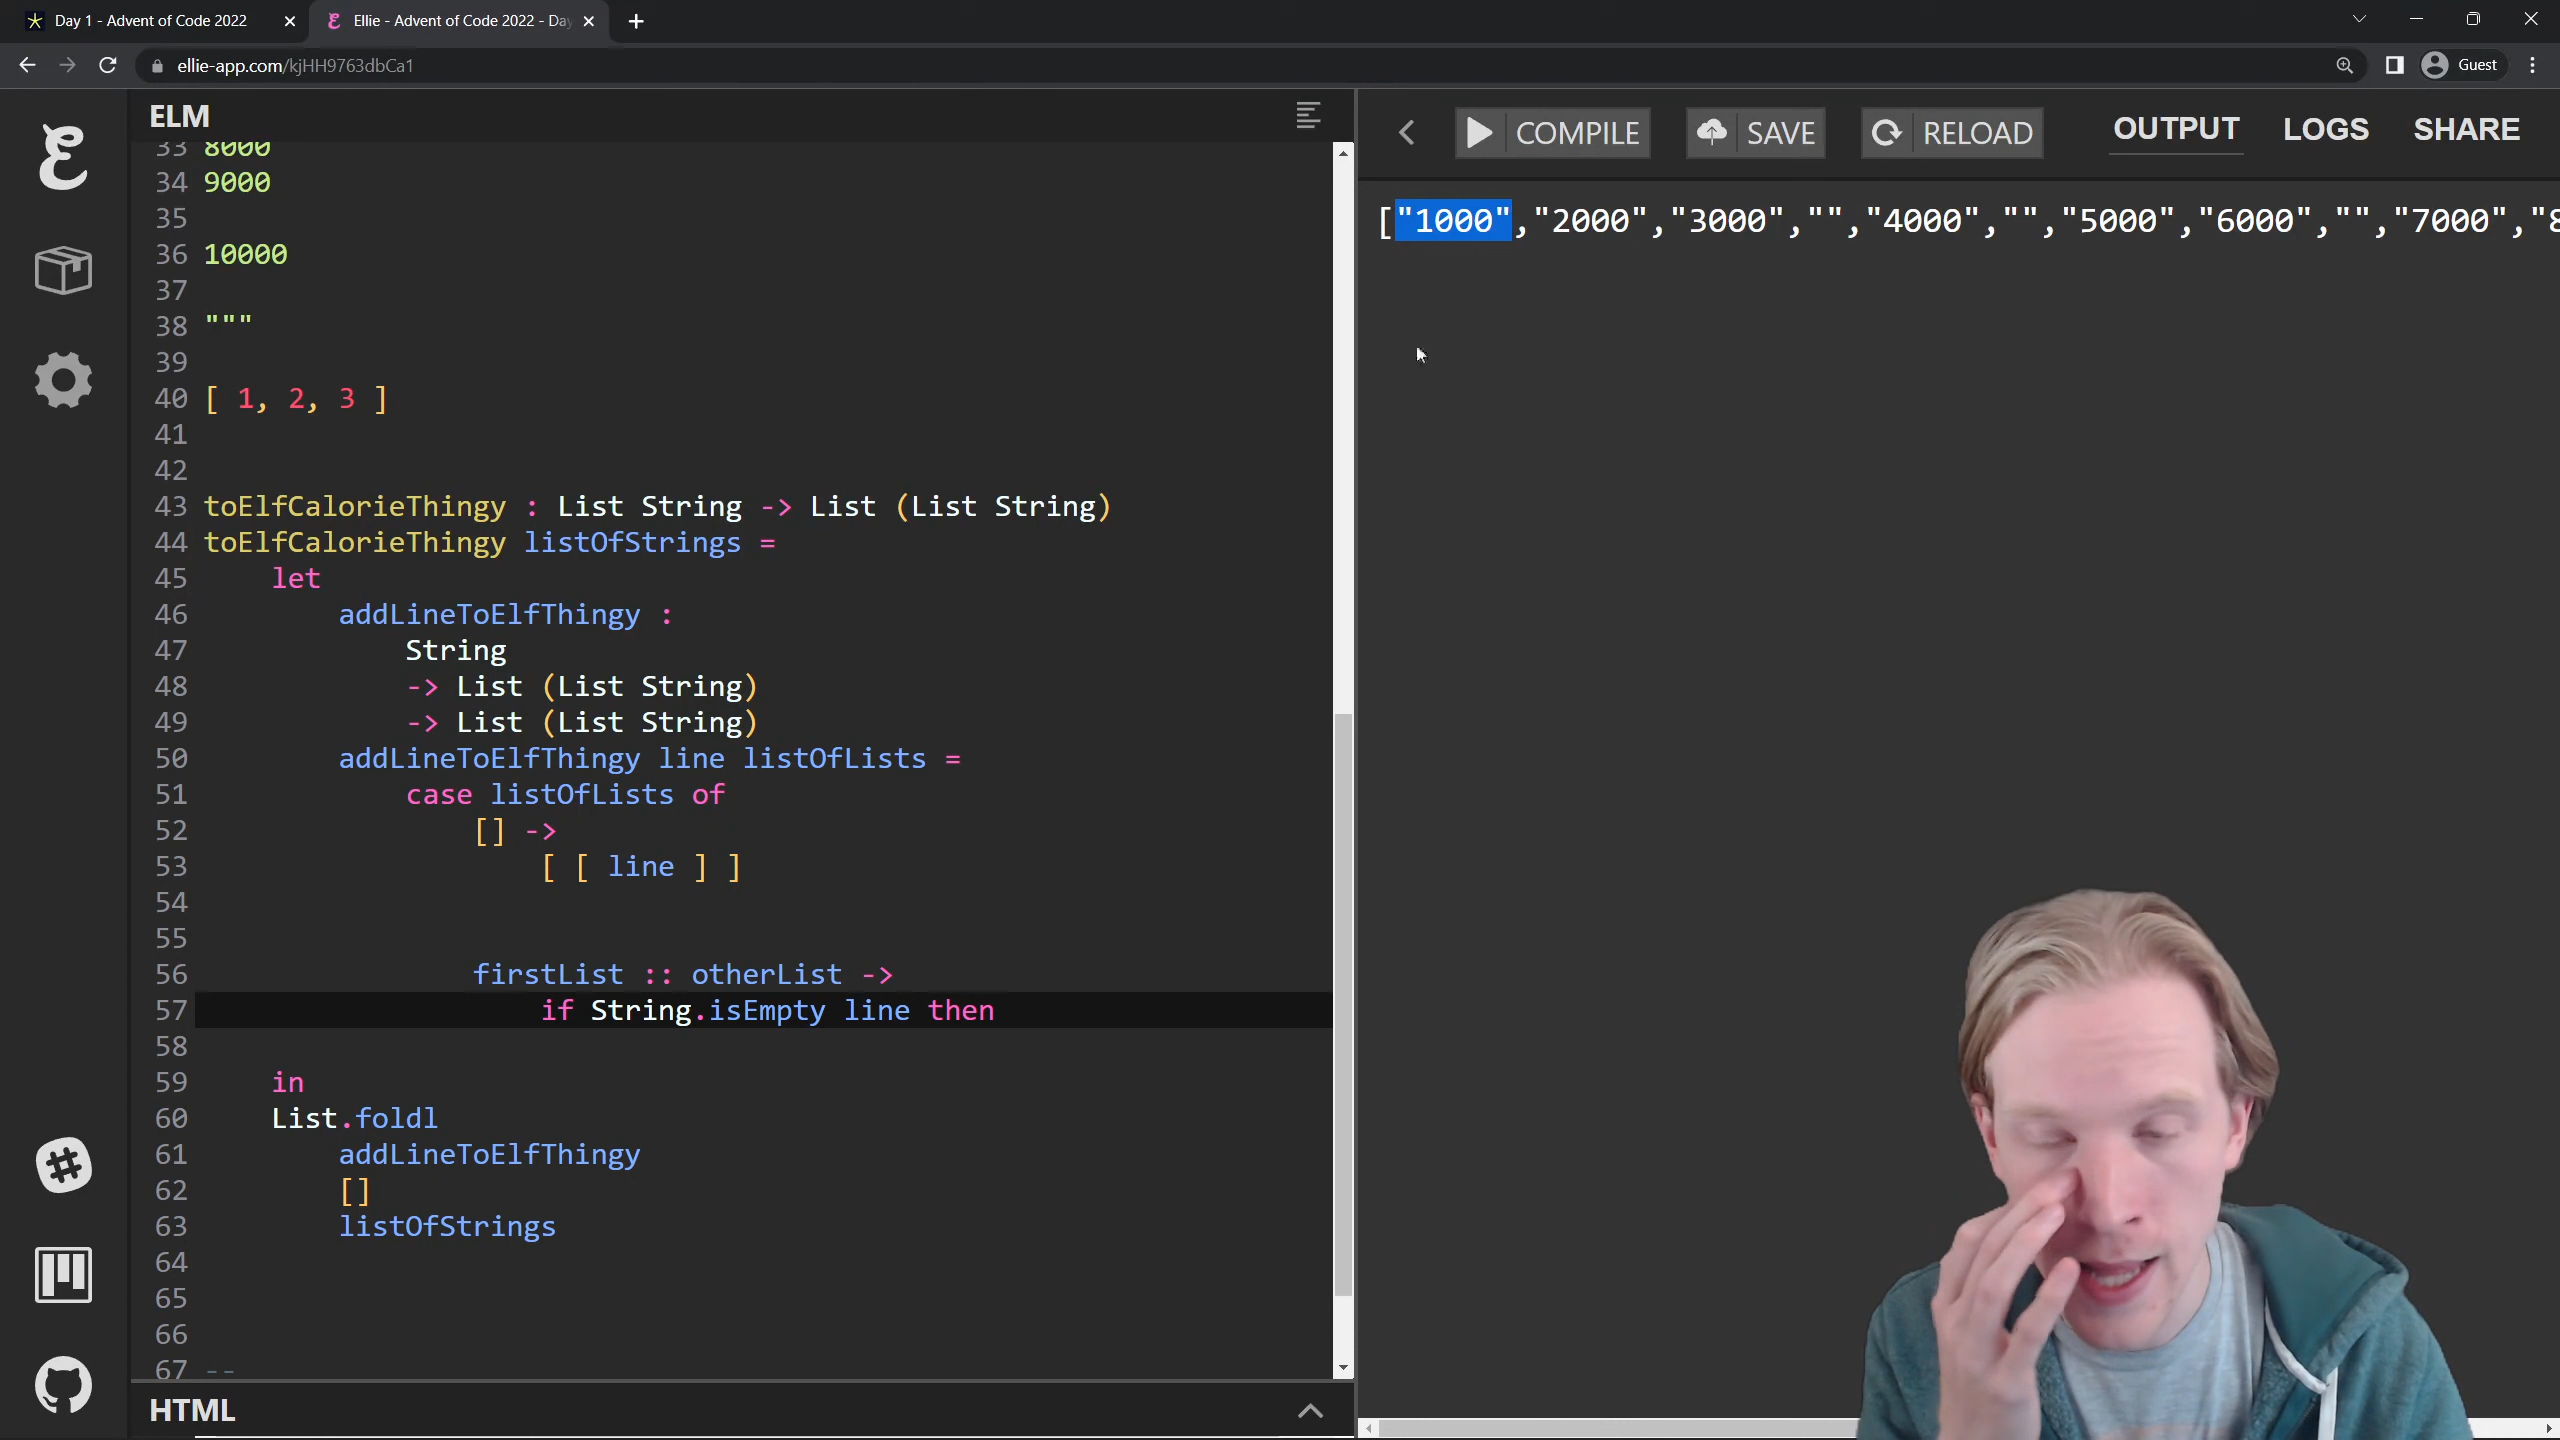 Day 1 - Advent of Code 2022
Ellie - Advent of Code 2022 - Da
ellie-app.com/kjHH9763dbCa1
Guest
ELM
COMPILE
SAVE
RELOAD
OUTPUT
LOGS
SHARE
["1000","2000","3000","","4000","","5000","6000","","7000","8
33 8000
34 9000
35
36 10000
37
38 """
39
40 [ 1, 2, 3 ]
41
42
43 toElfCalorieThingy : List String -> List (List String)
44 toElfCalorieThingy listOfStrings =
45 let
46 addLineToElfThingy :
47 String
48 -> List (List String)
49 -> List (List String)
50 addLineToElfThingy line listOfLists =
51 case listOfLists of
52 [] ->
53 [ [ line ] ]
54
55
56 firstList :: otherList ->
57 if String.isEmpty line then
58
59 in
60 List.foldl
61 addLineToElfThingy
62 []
63 listOfStrings
64
65
66
67 --
HTML